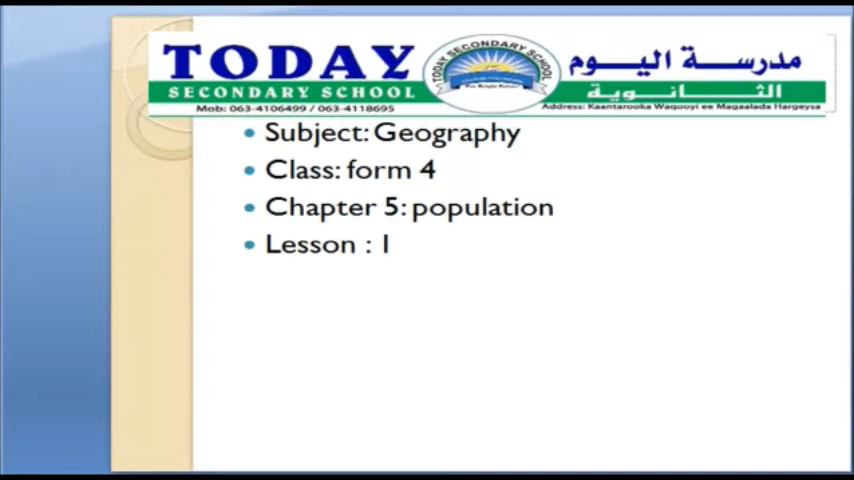 TODAY
SECONDARY SCHOOL
Mob: 063-4106499 / 063-4118695
TODAY SECONDARY SCHOOL
مدرسة اليوم
الثانوية
Address: Kaantarooka Waqooyi ee Magaalada Hargeysa
• Subject: Geography
• Class: form 4
• Chapter 5: population
• Lesson : 1